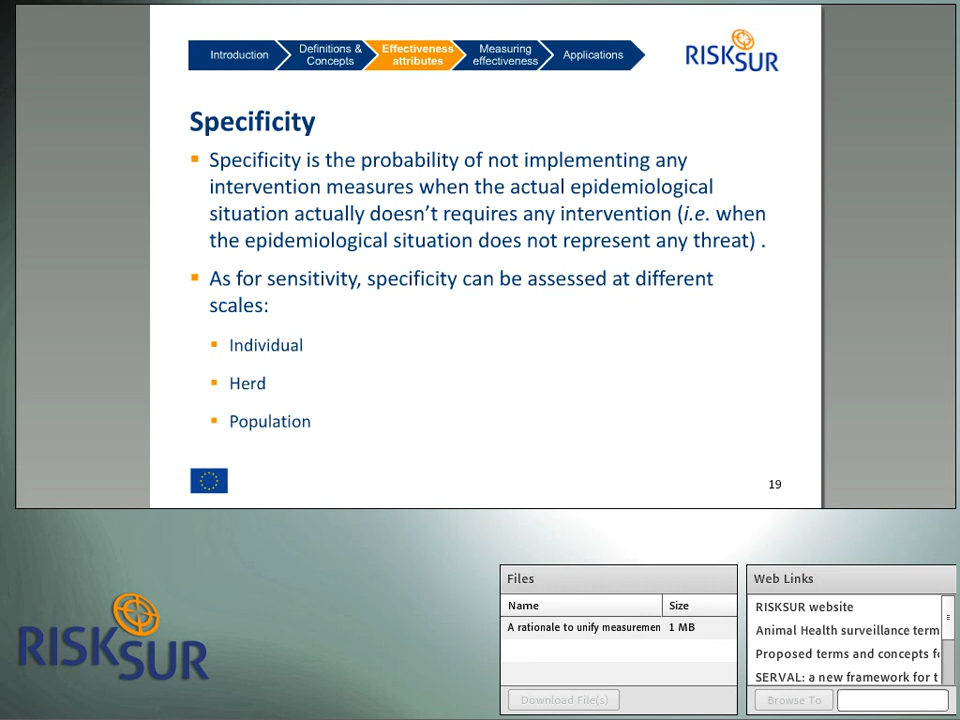 Introduction
Definitions &
Concepts
Effectiveness
attributes
Measuring
effectiveness
Applications
RISKSUR
Specificity
Specificity is the probability of not implementing any
intervention measures when the actual epidemiological
situation actually doesn't requires any intervention (i.e. when
the epidemiological situation does not represent any threat) .
As for sensitivity, specificity can be assessed at different
scales:
Individual
Herd
Population
19
RISKSUR
Files
Name Size
A rationale to unify measuremen 1 MB
Download File(s)
Web Links
RISKSUR website
Animal Health surveillance term
Proposed terms and concepts fo
SERVAL: a new framework for t
Browse To